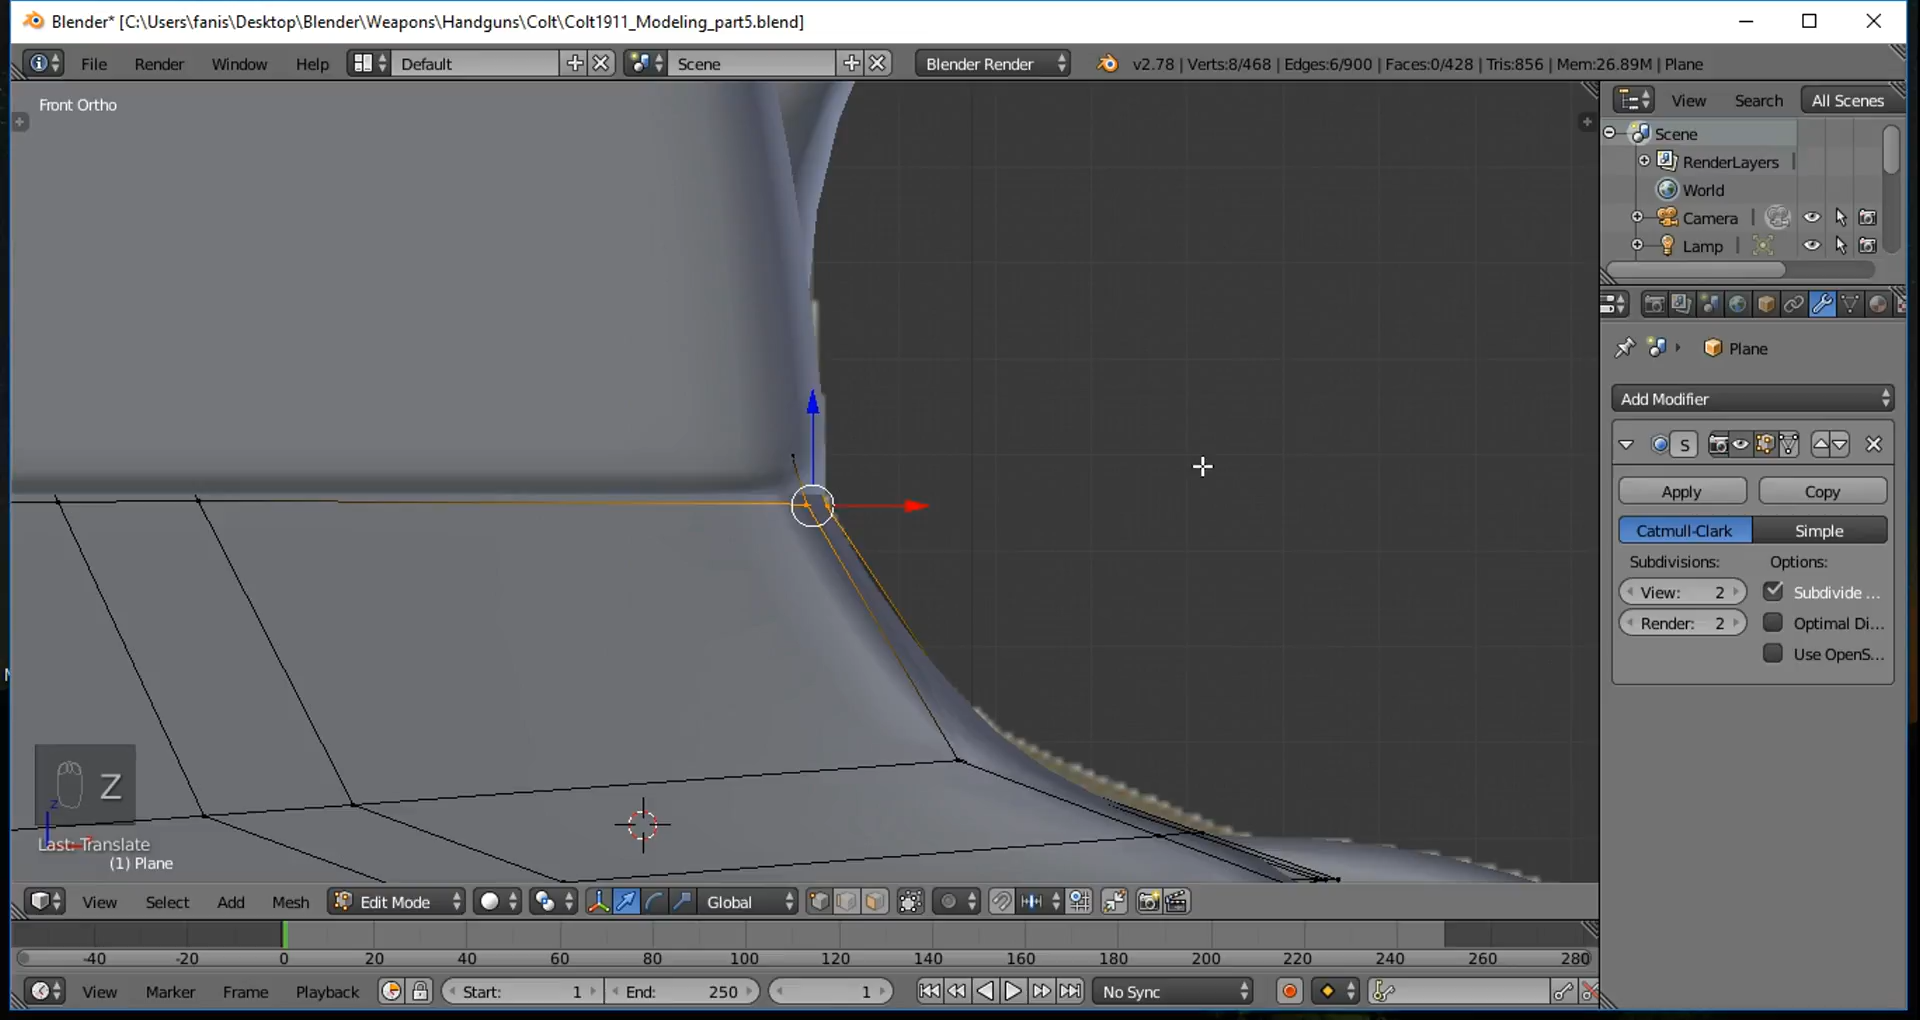 Blender* [C:\Users\fanis\Desktop\Blender\Weapons\Handguns\Colt\Colt1911_Modeling_part5.blend]
File Render Window Help Default Scene Blender Render v2.78 | Verts:8/468 | Edges:6/900 | Faces:0/428 | Tris:856 | Mem:26.89M | Plane
Front Ortho
View Search All Scenes
Scene
RenderLayers
World
Camera
Lamp
Plane
Add Modifier
S
Apply Copy
Catmull-Clark Simple
Subdivisions: Options:
View: 2 Subdivide ...
Render: 2 Optimal Di...
Use OpenS...
Z
z
Last: Translate
(1) Plane
View Select Add Mesh Edit Mode Global
-40 -20 0 20 40 60 80 100 120 140 160 180 200 220 240 260 280
View Marker Frame Playback Start: 1 End: 250 1 No Sync